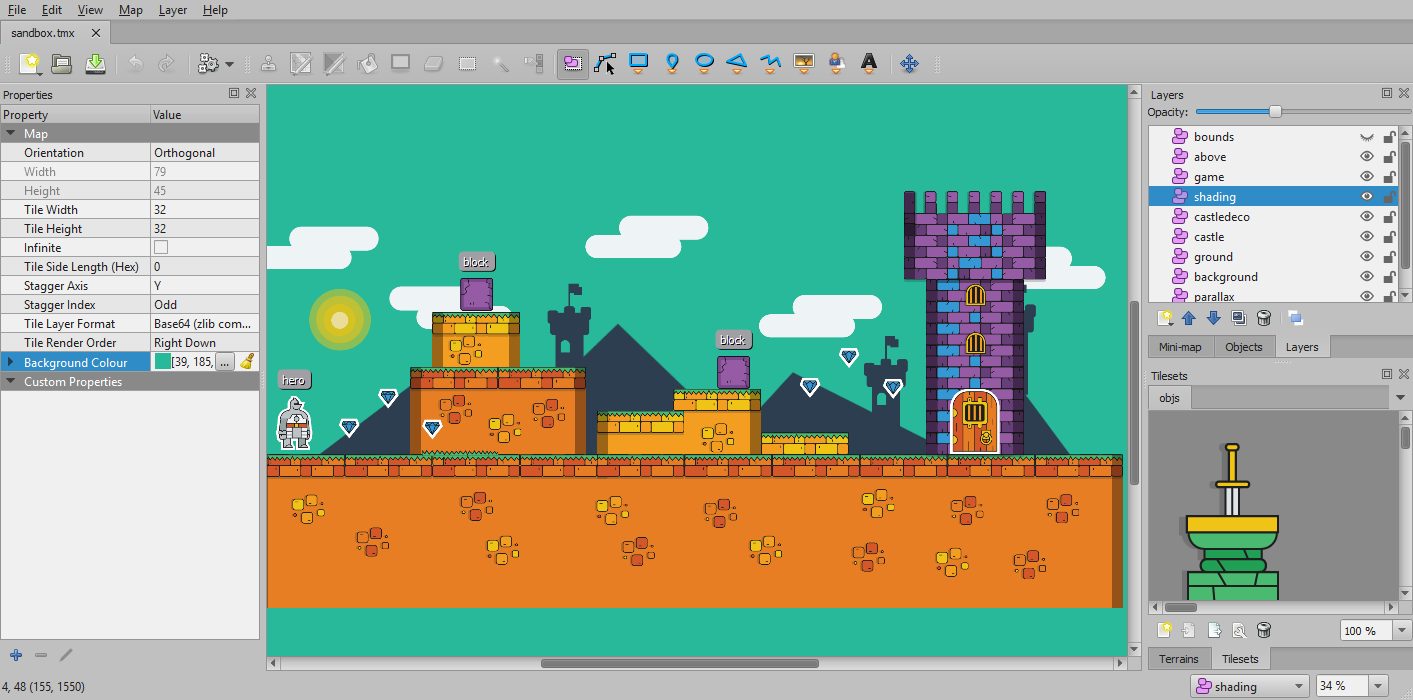 File Edit View Map Layer Help
sandbox.tmx
Properties
Property Value
Map
Orientation Orthogonal
Width 79
Height 45
Tile Width 32
Tile Height 32
Infinite
Tile Side Length (Hex) 0
Stagger Axis Y
Stagger Index Odd
Tile Layer Format Base64 (zlib com...
Tile Render Order Right Down
Background Colour [39, 185, ...
Custom Properties
4, 48 (155, 1550)
block
block
hero
Layers
Opacity:
bounds
above
game
shading
castledeco
castle
ground
background
parallax
Mini-map Objects Layers
Tilesets
objs
100 %
Terrains Tilesets
shading 34 %